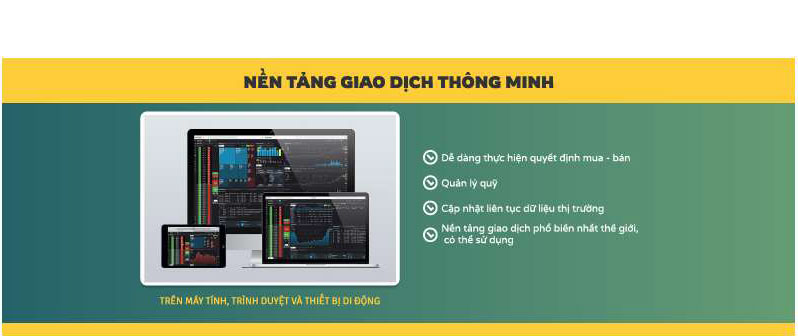 NỀN TẢNG GIAO DỊCH THÔNG MINH
Dễ dàng thực hiện quyết định mua - bán
Quản lý quỹ
Cập nhật liên tục dữ liệu thị trường
Nền tảng giao dịch phổ biến nhất thế giới,
có thể sử dụng
TRÊN MÁY TÍNH, TRÌNH DUYỆT VÀ THIẾT BỊ DI ĐỘNG